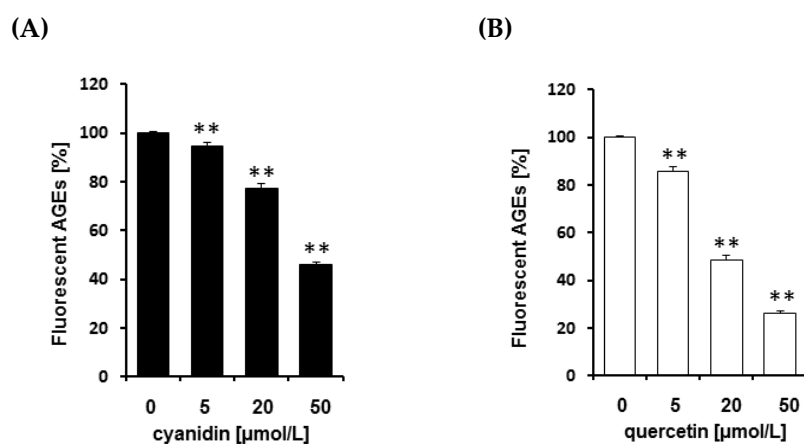 (A)
Fluorescent AGEs [%]
120
100
80
60
40
20
0
**
**
**
0 5 20 50
cyanidin [µmol/L]
(B)
Fluorescent AGEs [%]
120
100
80
60
40
20
0
**
**
**
0 5 20 50
quercetin [µmol/L]